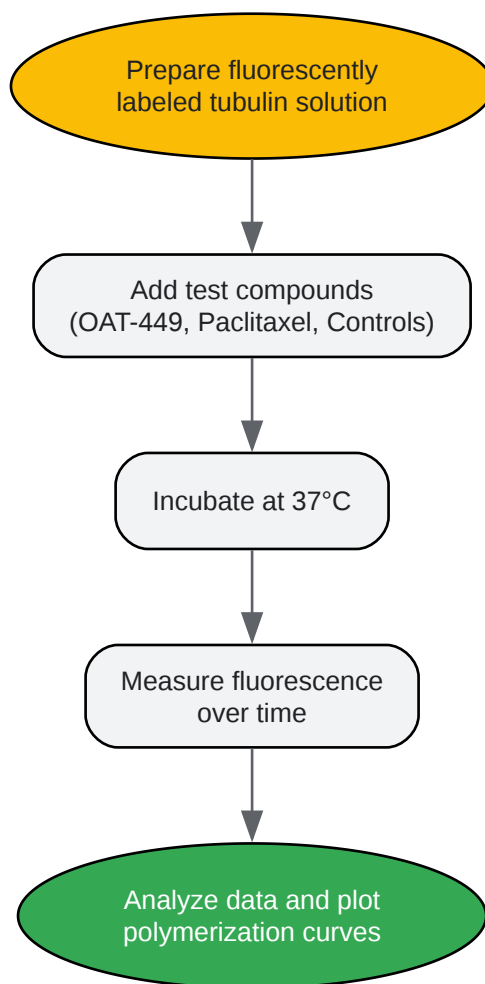 Prepare fluorescently
labeled tubulin solution
Add test compounds
(OAT-449, Paclitaxel, Controls)
Incubate at 37°C
Measure fluorescence
over time
Analyze data and plot
polymerization curves